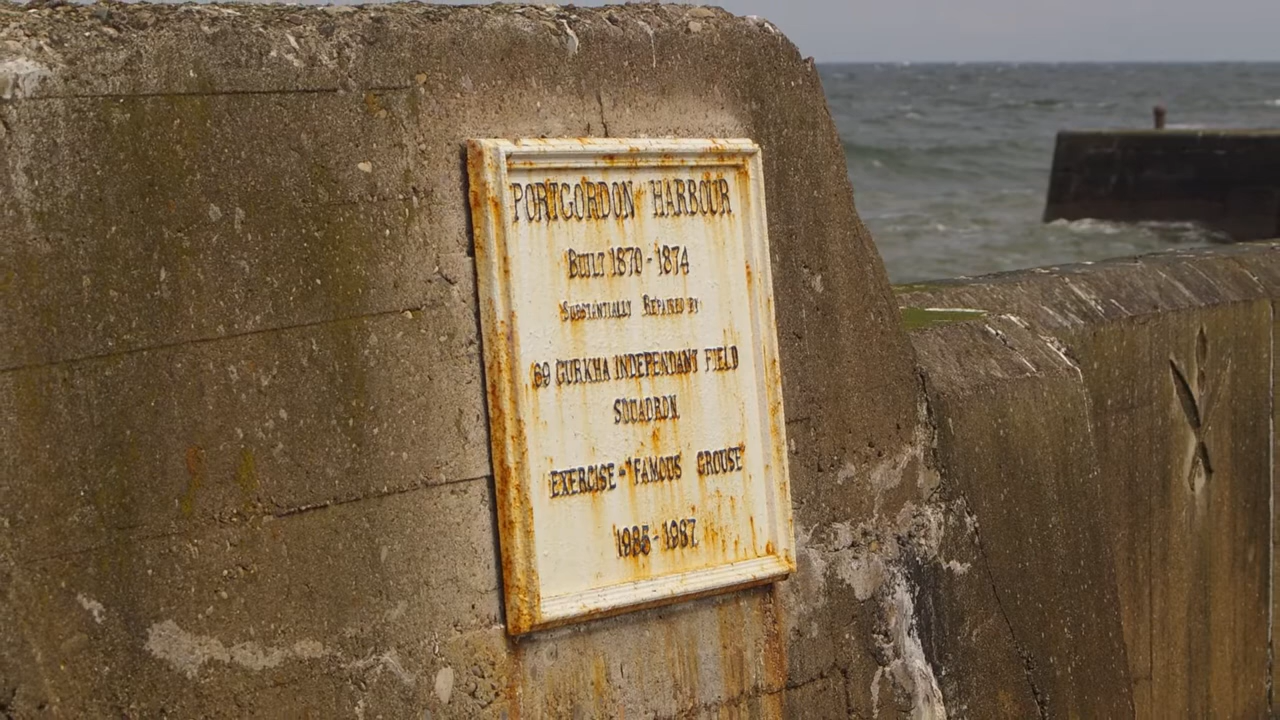 PORTGORDON HARBOUR
BUILT 1870-1874
SUBSTANTIALLY REPAIRED BY
69 GURKHA INDEPENDANT FIELD
SQUADRON.
EXERCISE-"FAMOUS GROUSE"
1985-1987